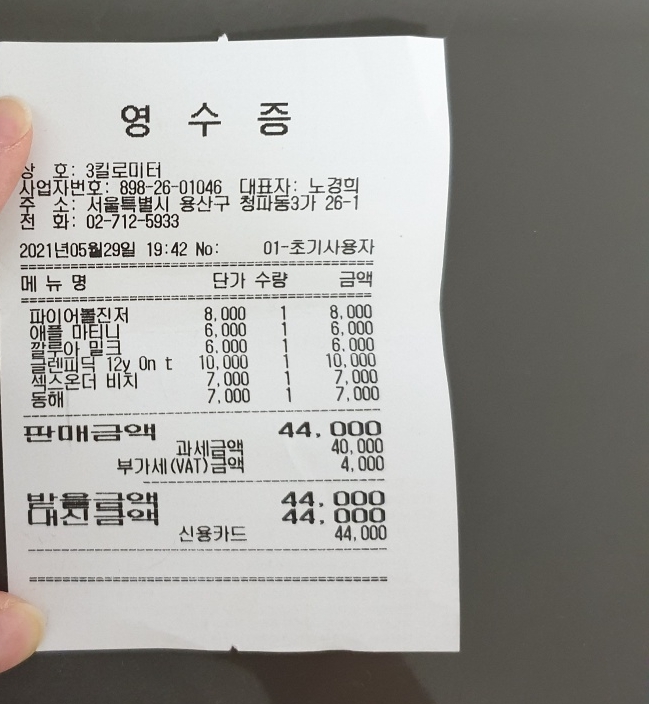 영 수 증
상 호: 3킬로미터
사업자번호: 898-26-01046 대표자: 노경희
주 소: 서울특별시 용산구 청파동3가 26-1
전 화: 02-712-5933
2021년05월29일 19:42 No: 01-초기사용자
메 뉴 명 단가 수량 금액
파이어볼진저 8,000 1 8,000
애플 마티니 6,000 1 6,000
깔루아 밀크 6,000 1 6,000
글렌피딕 12y On t 10,000 1 10,000
섹스온더 비치 7,000 1 7,000
동해 7,000 1 7,000
판매금액 44,000
과세금액 40,000
부가세(VAT)금액 4,000
받을금액 44,000
대신금액 44,000
신용카드 44,000